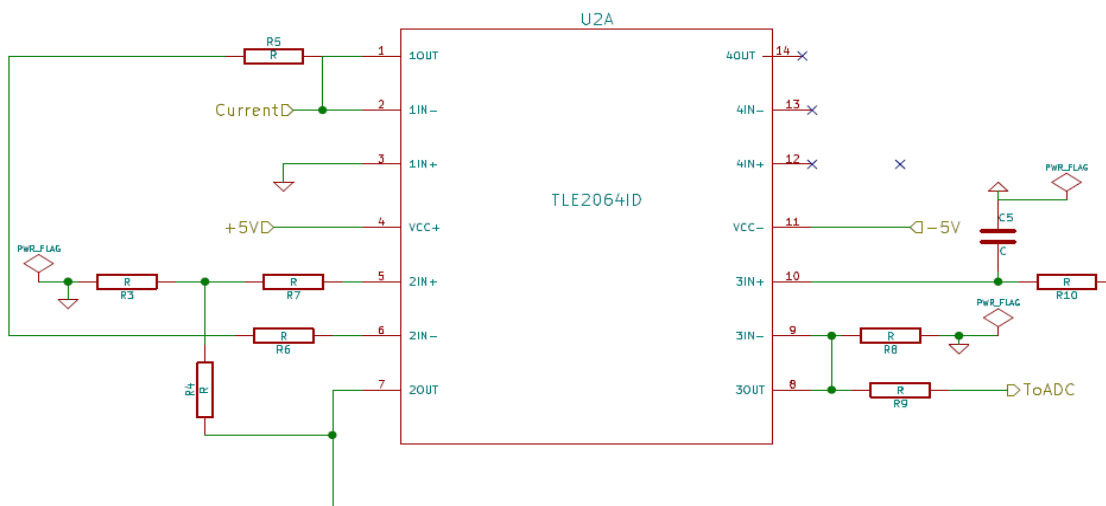 U2A
R5
R
1
1OUT
4OUT
14
Current
2
1IN-
4IN-
13
3
1IN+
4IN+
12
PWR_FLAG
TLE2064ID
+5V
4
VCC+
VCC-
11
-5V
C5
C
PWR_FLAG
R
R3
R
R7
5
2IN+
3IN+
10
R
R10
PWR_FLAG
R
R6
6
2IN-
3IN-
9
R
R8
R4
R
7
2OUT
3OUT
8
R
R9
ToADC